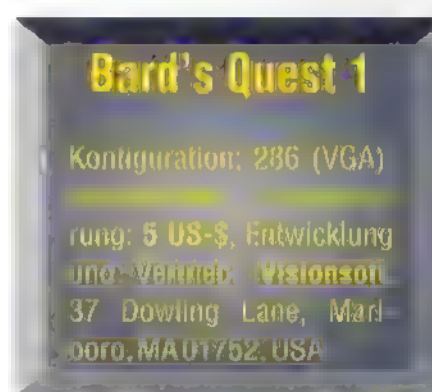 Bard's Quest 1
Konfiguration: 286 (VGA)
rung: 5 US-$, Entwicklung
und Vertrieb: Visionsoft
37 Dowling Lane, Marl-
boro, MA 01752, USA